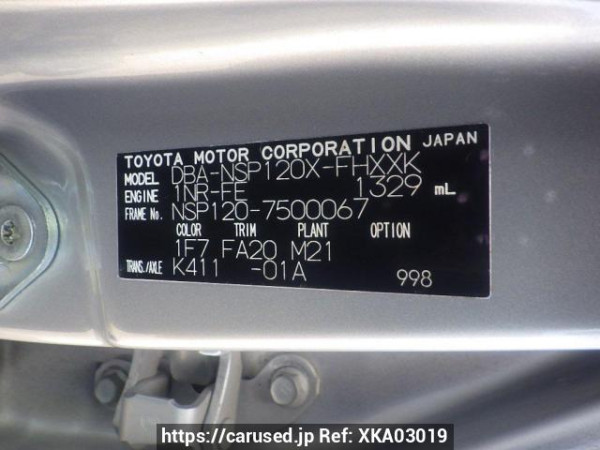 TOYOTA MOTOR CORPORATION JAPAN
MODEL DBA-NSP120X-FHXXK
ENGINE 1NR-FE 1329 mL
FRAME No. NSP120-7500067
COLOR TRIM PLANT OPTION
1F7 FA20 M21
TRANS./AXLE K411 -01A
998
https://carused.jp Ref: XKA03019